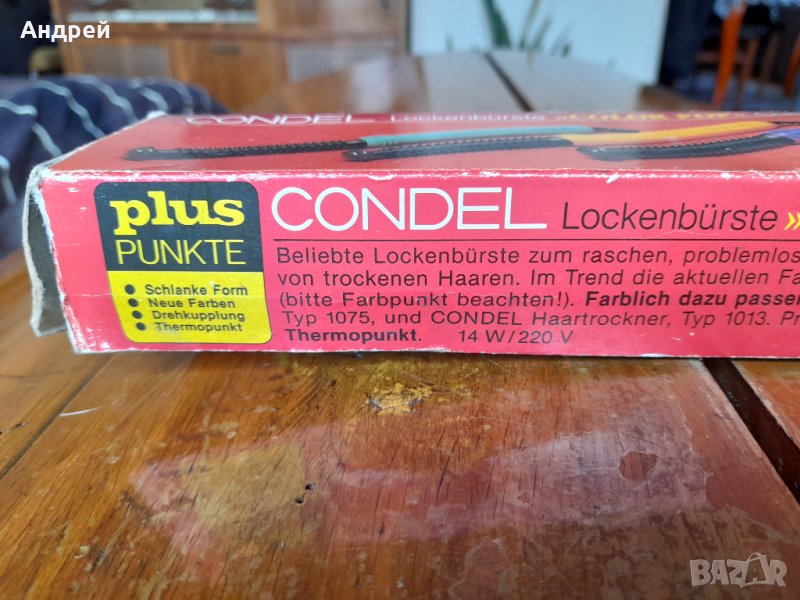 Андрей
CONDEL Lockenbürste
plus
PUNKTE
Schlanke Form
Neue Farben
Drehkupplung
Thermopunkt
CONDEL Lockenbürste »
Beliebte Lockenbürste zum raschen, problemlos
von trockenen Haaren. Im Trend die aktuellen Fa
(bitte Farbpunkt beachten!). Farblich dazu passe
Typ 1075, und CONDEL Haartrockner, Typ 1013. Pr
Thermopunkt. 14 W/220 V
BAZAR